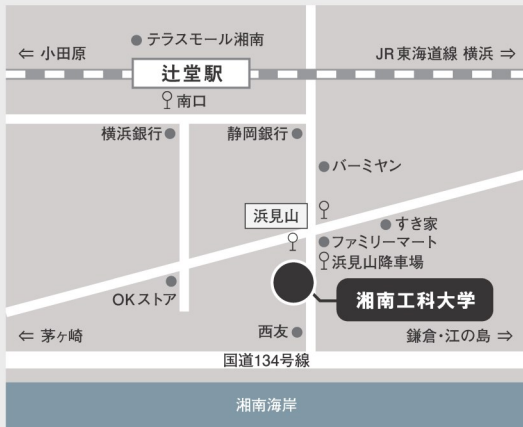 テラスモール湘南
⇐ 小田原
JR東海道線 横浜 ⇒
辻堂駅
南口
横浜銀行
静岡銀行
バーミヤン
浜見山
すき家
ファミリーマート
浜見山降車場
OKストア
湘南工科大学
⇐ 茅ヶ崎
西友
鎌倉・江の島 ⇒
国道134号線
湘南海岸